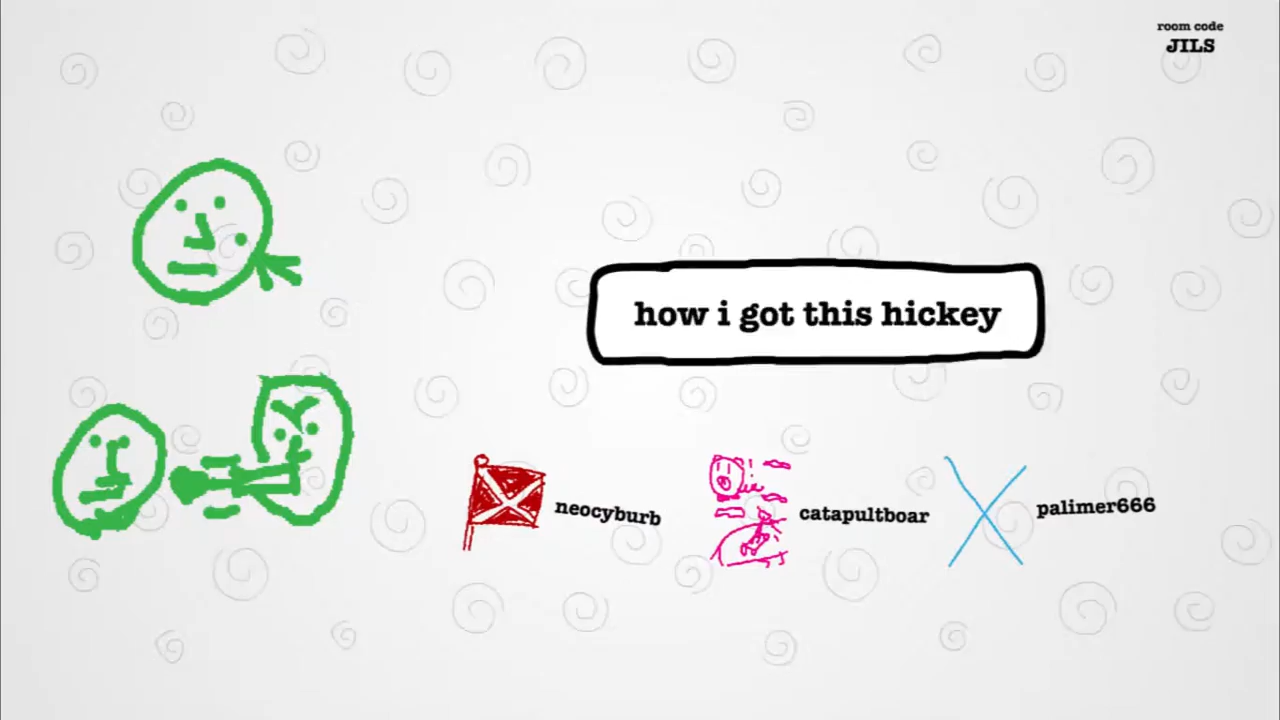 room code
JILS
how i got this hickey
neocyburb
catapultboar
palimer666